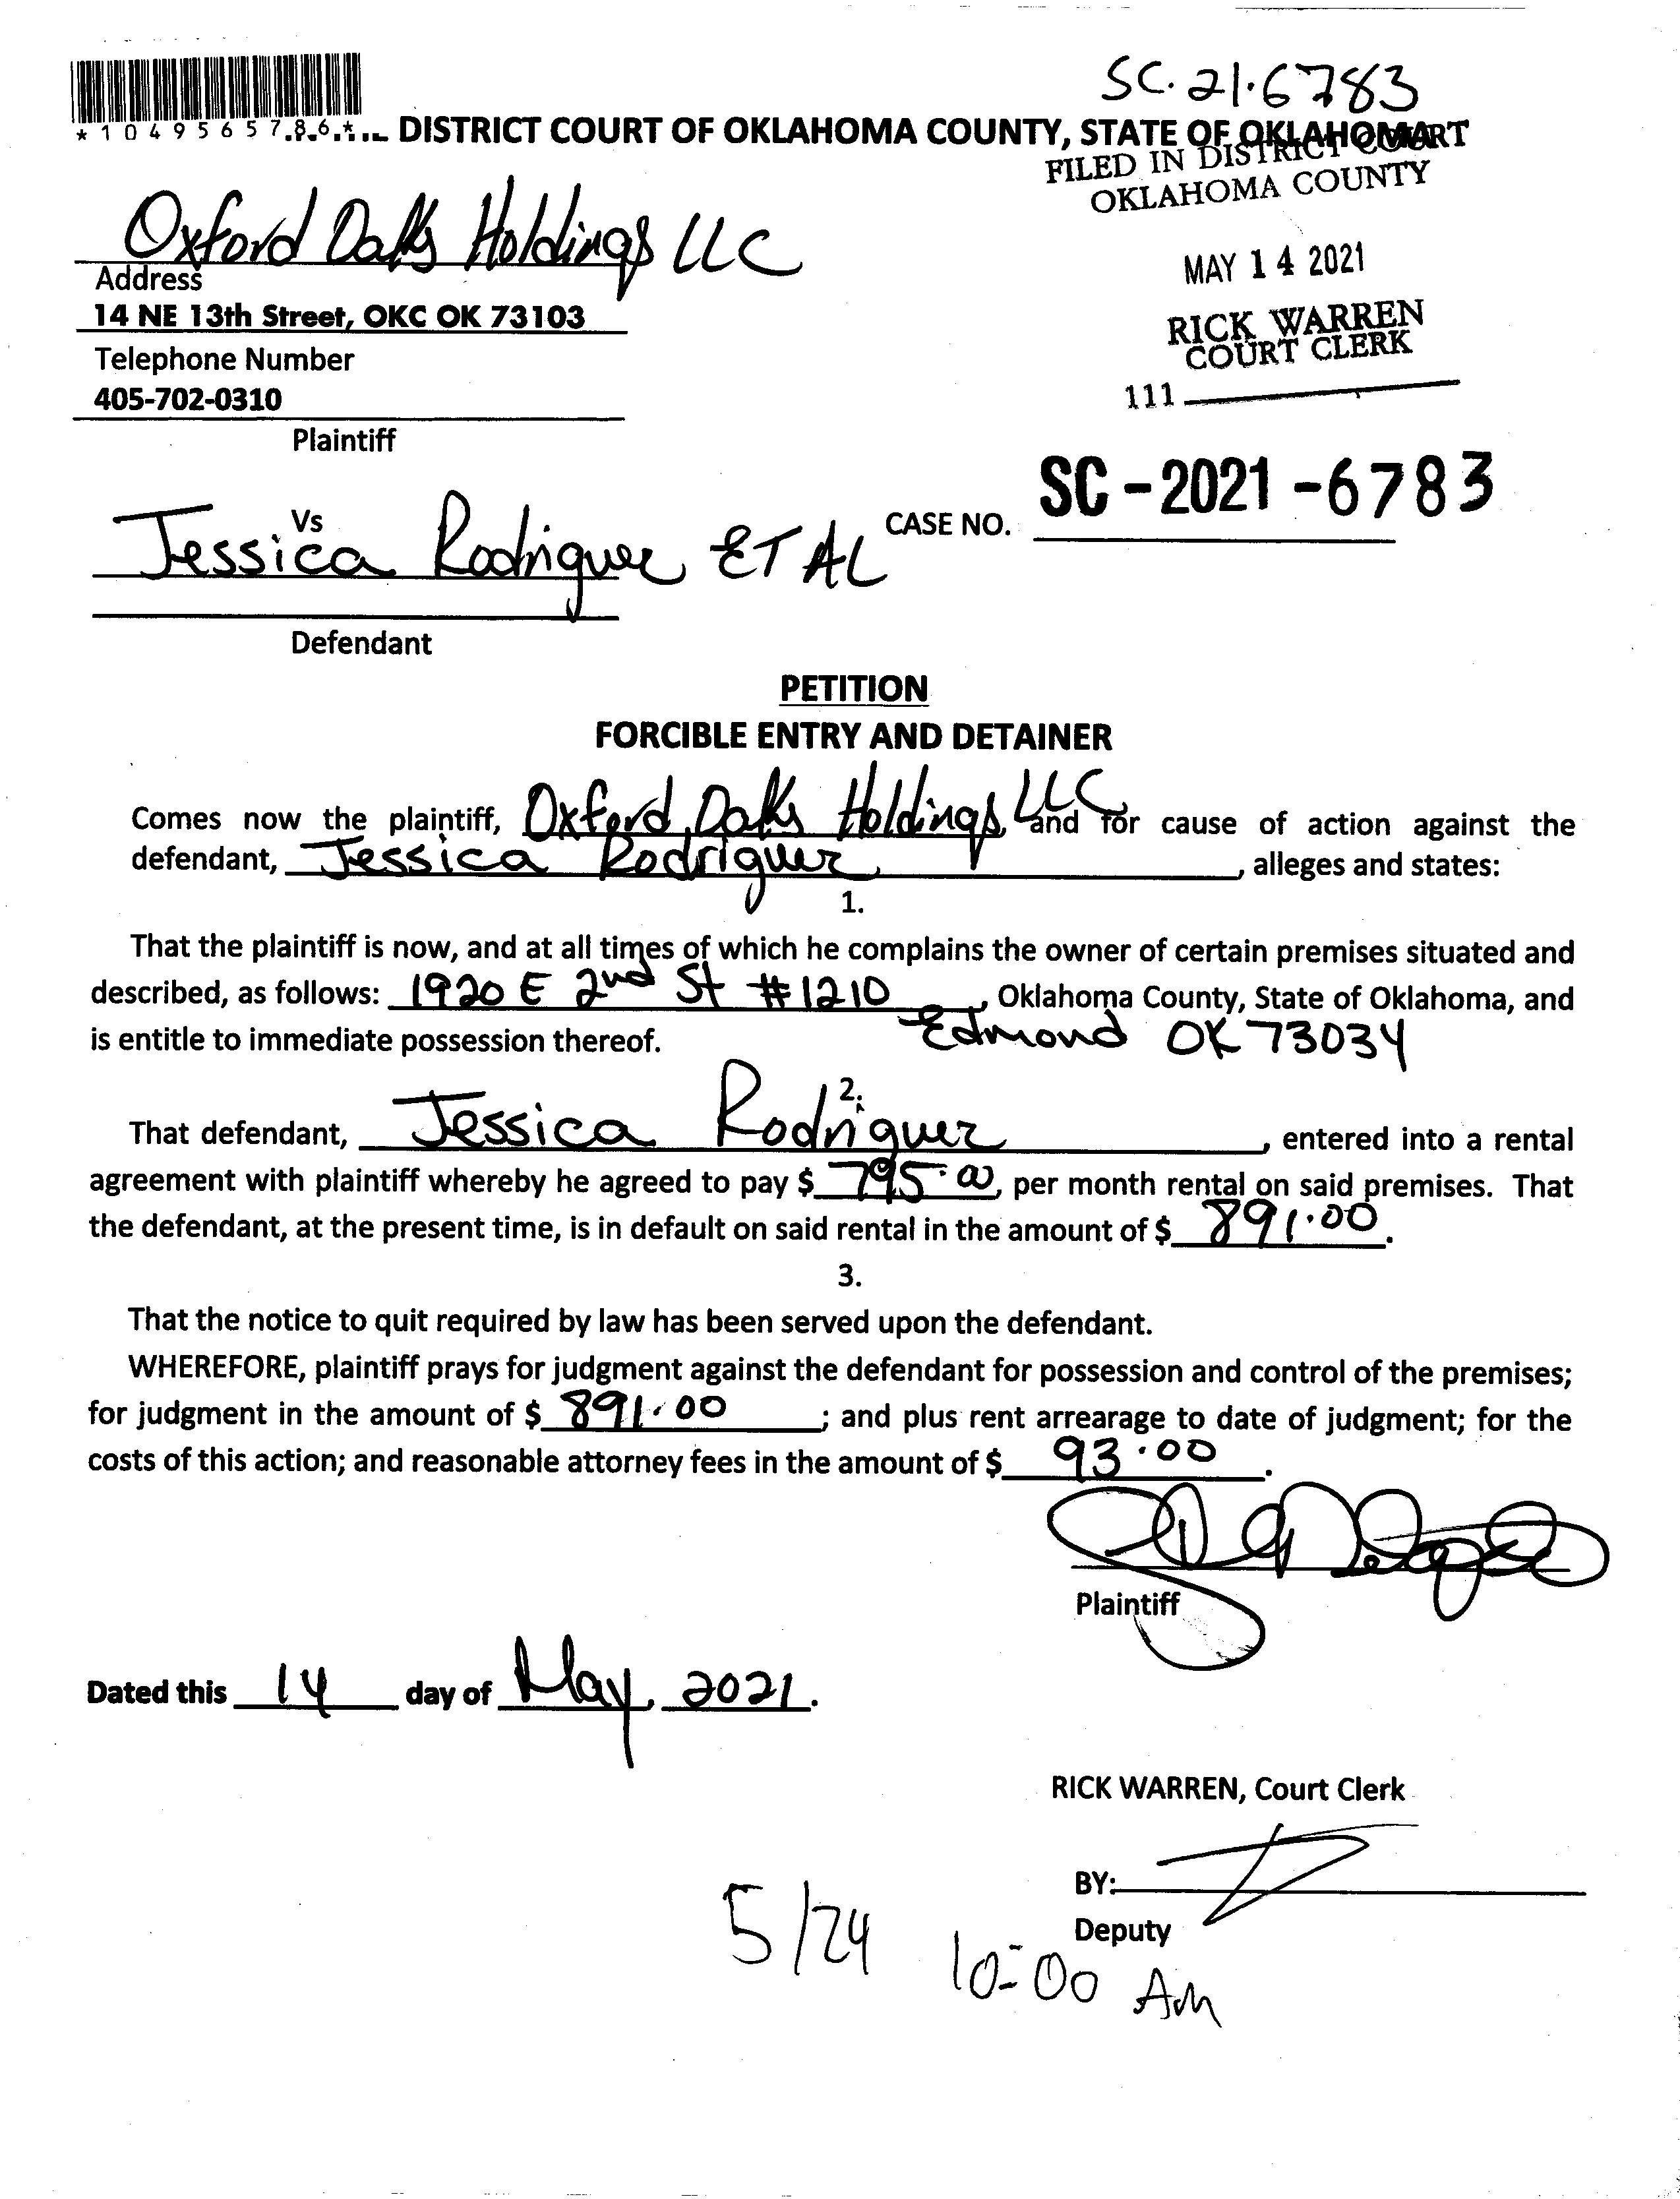 SC.21.6783
*1049565786*
DISTRICT COURT OF OKLAHOMA COUNTY, STATE OF OKLAHOMA
FILED IN DISTRICT COURT
OKLAHOMA COUNTY
Oxford Oaks Holdings LLC
Address
14 NE 13th Street, OKC OK 73103
Telephone Number
405-702-0310
Plaintiff
MAY 14 2021
RICK WARREN
COURT CLERK
111
Vs
Jessica Rodriguez ET AL
CASE NO. SC-2021-6783
Defendant
PETITION
FORCIBLE ENTRY AND DETAINER
Comes now the plaintiff, Oxford Oaks Holdings, LLC and for cause of action against the
defendant, Jessica Rodriguez, alleges and states:
1.
That the plaintiff is now, and at all times of which he complains the owner of certain premises situated and
described, as follows: 1920 E 2nd St #1210, Oklahoma County, State of Oklahoma, and
is entitle to immediate possession thereof. Edmond OK 73034
2.
That defendant, Jessica Rodriguez, entered into a rental
agreement with plaintiff whereby he agreed to pay $ 795.00, per month rental on said premises. That
the defendant, at the present time, is in default on said rental in the amount of $ 891.00.
3.
That the notice to quit required by law has been served upon the defendant.
WHEREFORE, plaintiff prays for judgment against the defendant for possession and control of the premises;
for judgment in the amount of $ 891.00; and plus rent arrearage to date of judgment; for the
costs of this action; and reasonable attorney fees in the amount of $ 93.00.
Plaintiff
Dated this 14 day of May, 2021.
RICK WARREN, Court Clerk
BY:
Deputy
5/24 10:00 AM